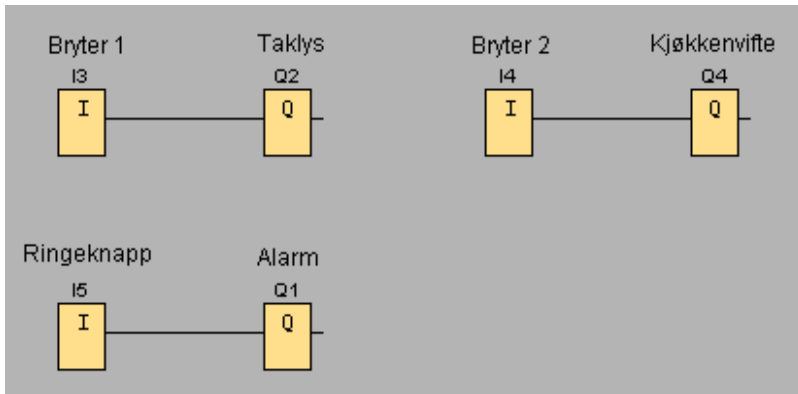 Bryter 1 Taklys Bryter 2 Kjøkkenvifte
I3 Q2 I4 Q4
I Q I Q
Ringeknapp Alarm
I5 Q1
I Q